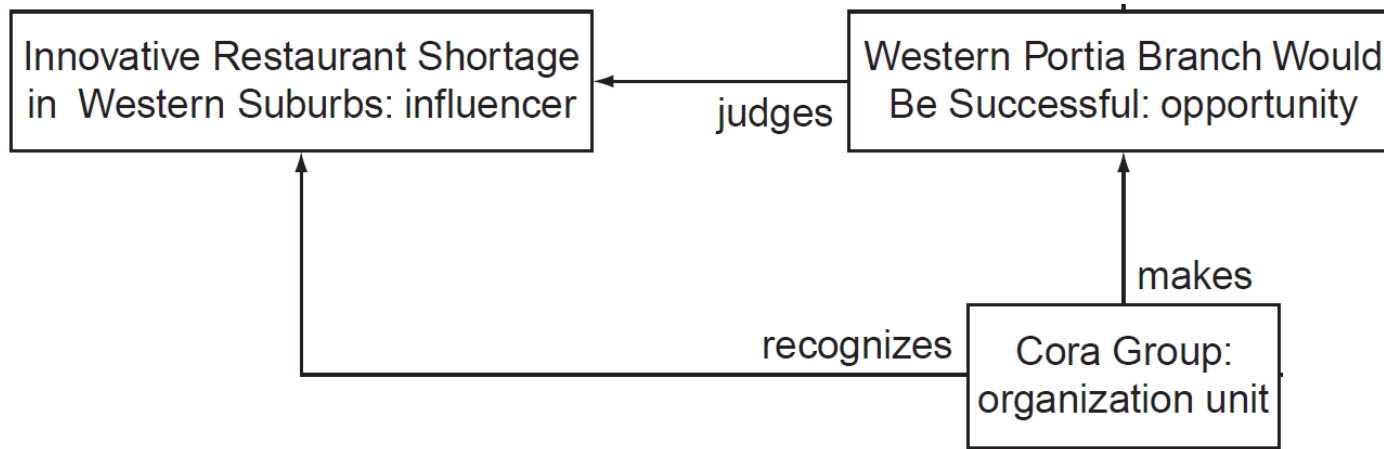 Innovative Restaurant Shortage
in Western Suburbs: influencer
judges
Western Portia Branch Would
Be Successful: opportunity
makes
recognizes
Cora Group:
organization unit